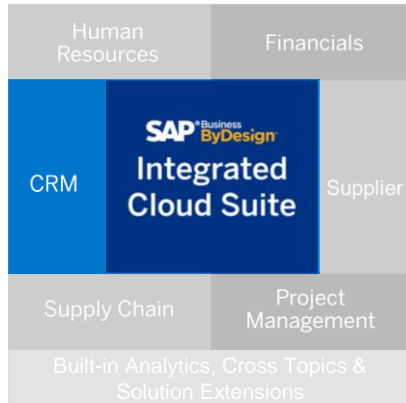 Human
Resources
Financials
CRM
SAP® Business
ByDesign
Integrated
Cloud Suite
Supplier
Supply Chain
Project
Management
Built-in Analytics, Cross Topics &
Solution Extensions